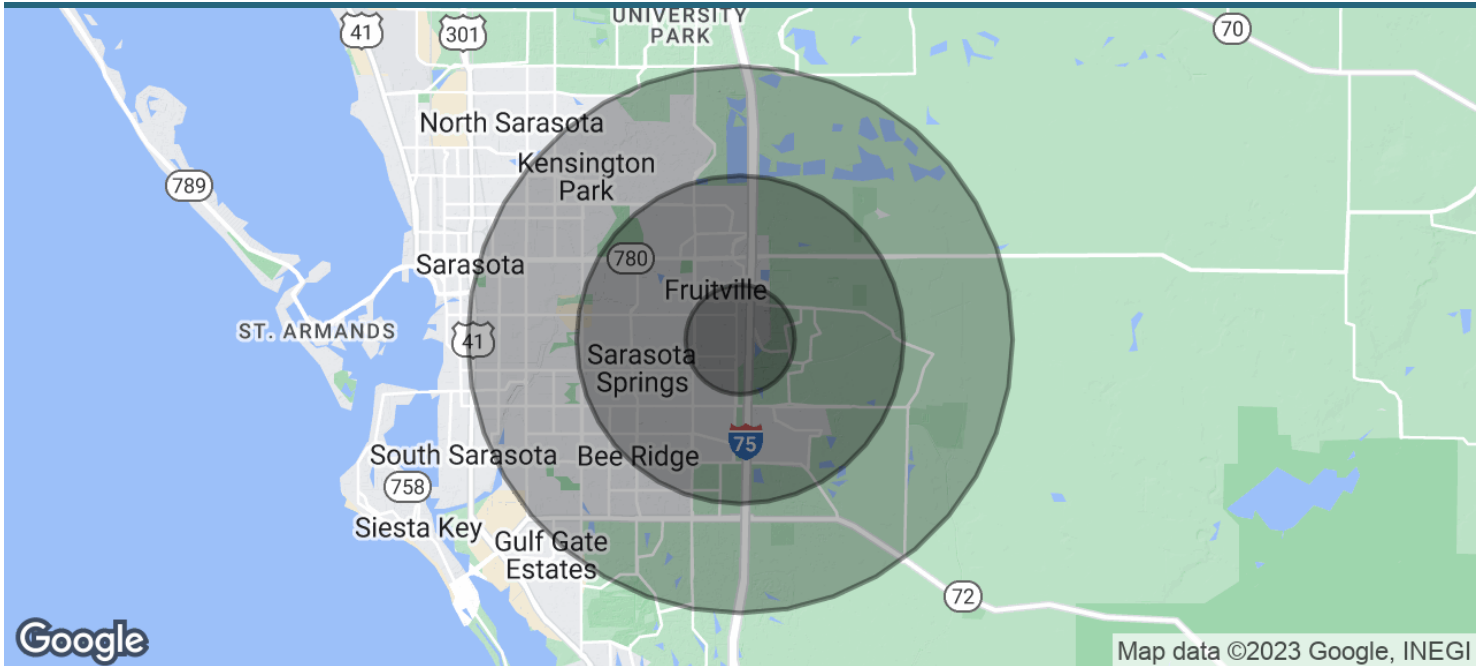 UNIVERSITY
PARK
41
301
70
North Sarasota
Kensington
Park
789
780
Sarasota
Fruitville
ST. ARMANDS
41
Sarasota
Springs
75
South Sarasota
Bee Ridge
758
Siesta Key
Gulf Gate
Estates
72
Google
Map data ©2023 Google, INEGI